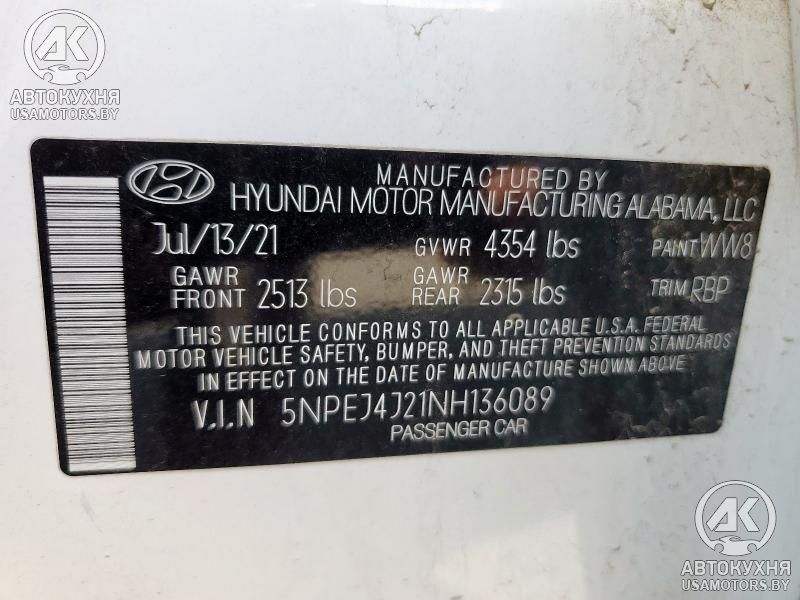 AK
АВТОКУХНЯ
USAMOTORS.BY
MANUFACTURED BY
HYUNDAI MOTOR MANUFACTURING ALABAMA, LLC
Jul/13/21 GVWR 4354 lbs PAINT WW8
GAWR FRONT 2513 lbs GAWR REAR 2315 lbs TRIM RBP
THIS VEHICLE CONFORMS TO ALL APPLICABLE U.S.A. FEDERAL
MOTOR VEHICLE SAFETY, BUMPER, AND THEFT PREVENTION STANDARDS
IN EFFECT ON THE DATE OF MANUFACTURE SHOWN ABOVE.
V.I.N 5NPEJ4J21NH136089
PASSENGER CAR
AK
АВТОКУХНЯ
USAMOTORS.BY